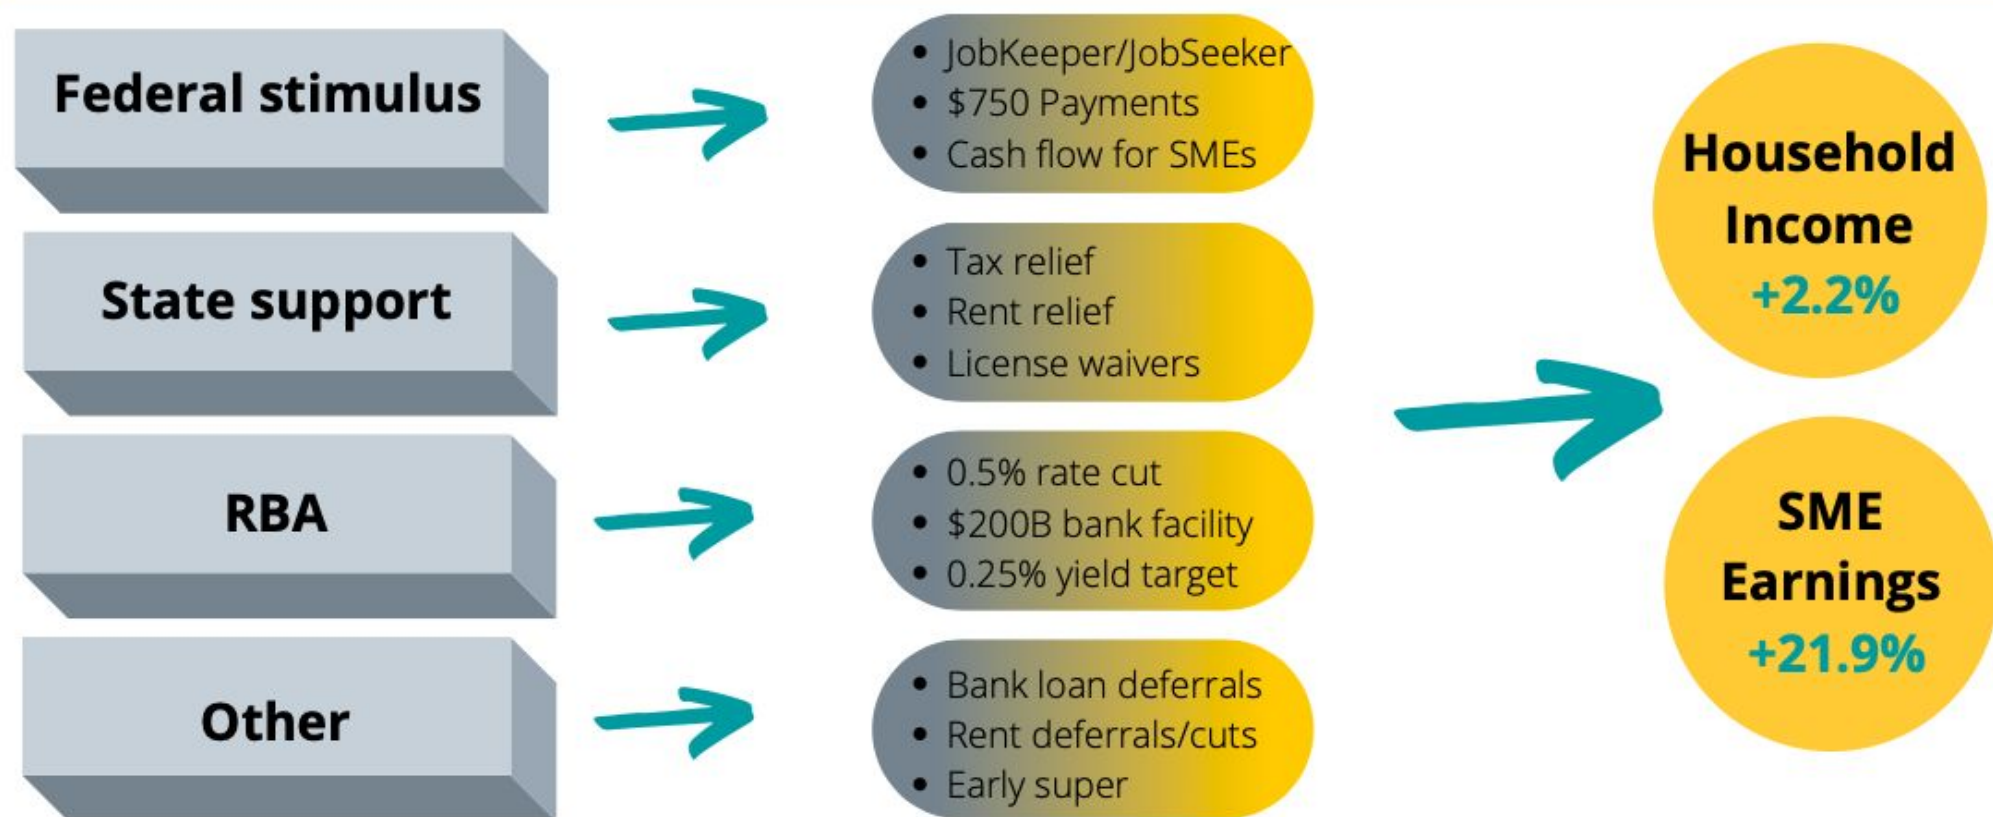 Federal stimulus
• JobKeeper/JobSeeker
• $750 Payments
• Cash flow for SMEs
State support
• Tax relief
• Rent relief
• License waivers
RBA
• 0.5% rate cut
• $200B bank facility
• 0.25% yield target
Other
• Bank loan deferrals
• Rent deferrals/cuts
• Early super
Household
Income
+2.2%
SME
Earnings
+21.9%